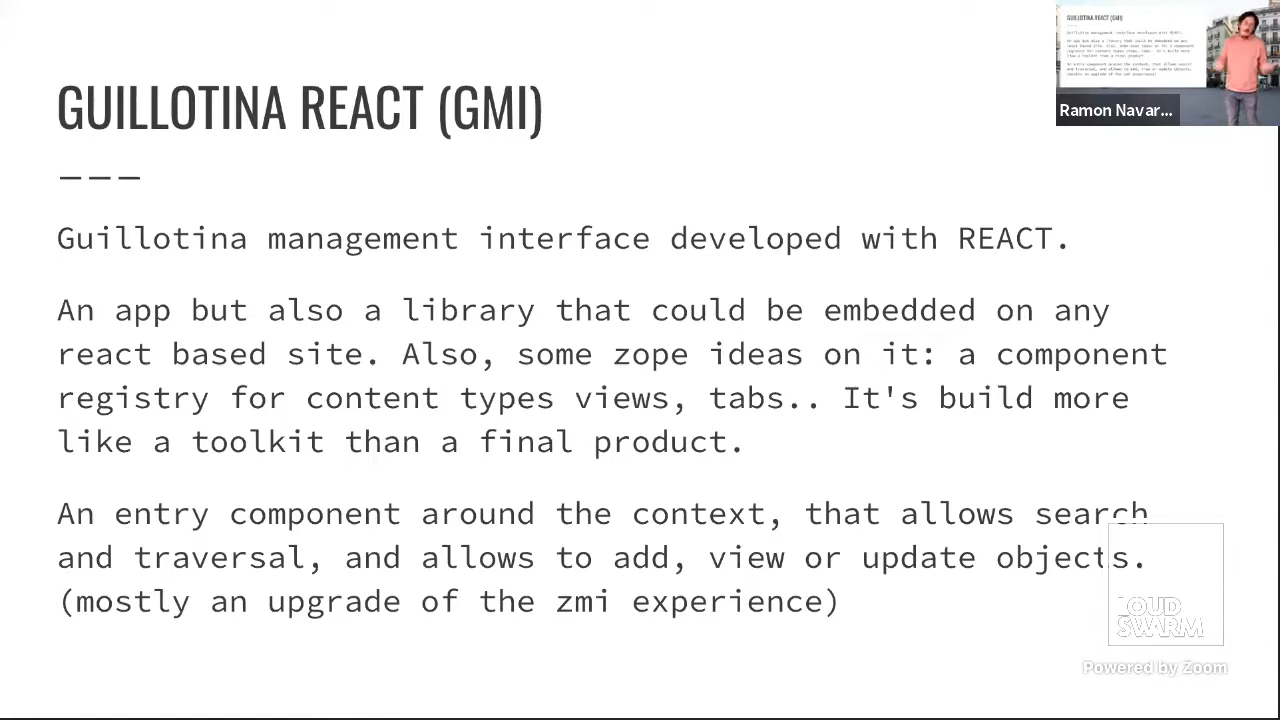 GUILLOTINA REACT (GMI)
Guillotina management interface developed with REACT.
An app but also a library that could be embedded on any
react based site. Also, some zope ideas on it: a component
registry for content types views, tabs.. It's build more
like a toolkit than a final product.
An entry component around the context, that allows search
and traversal, and allows to add, view or update objects.
(mostly an upgrade of the zmi experience)
GUILLOTINA REACT (GMI)
Ramon Navar...
LOUD
SWARM
Powered by Zoom